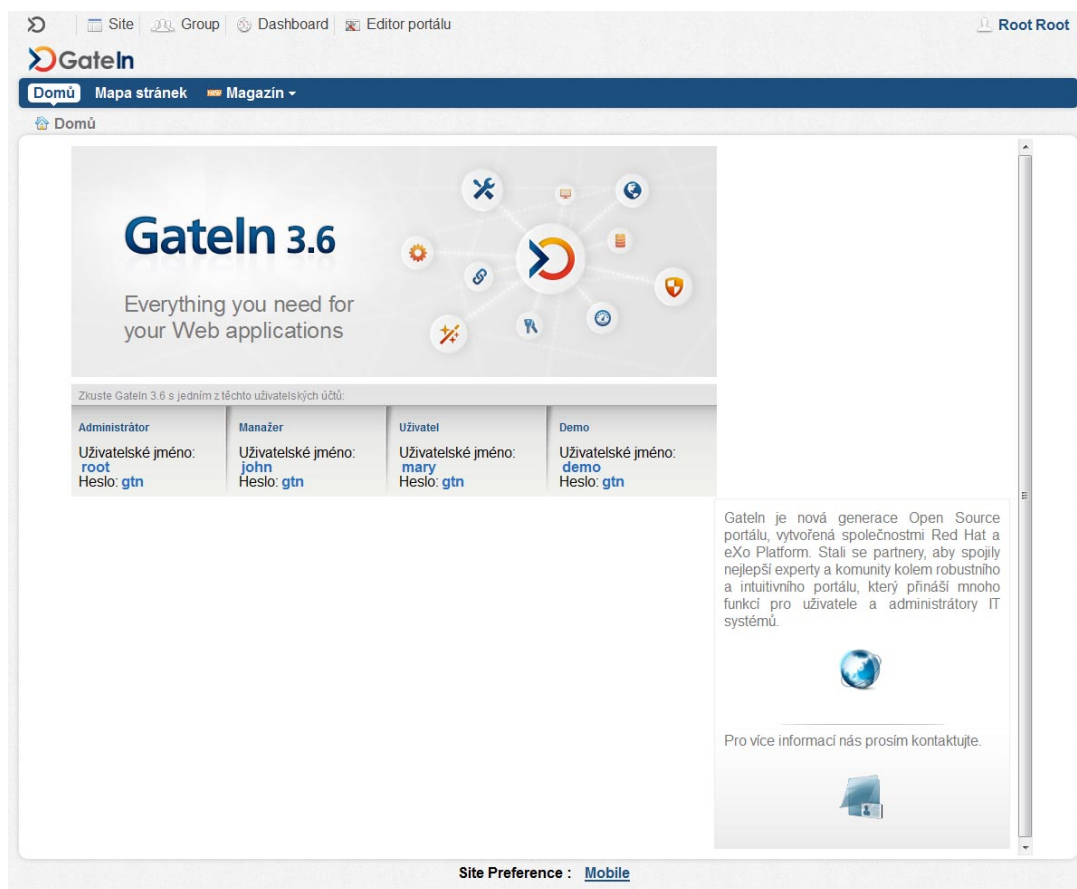 Site Group Dashboard Editor portálu Root Root
GateIn
Domů Mapa stránek NEW Magazín
Domů
GateIn 3.6
Everything you need for
your Web applications
Zkuste GateIn 3.6 s jedním z těchto uživatelských účtů:
Administrátor Manažer Uživatel Demo
Uživatelské jméno: Uživatelské jméno: Uživatelské jméno: Uživatelské jméno:
root john mary demo
Heslo: gtn Heslo: gtn Heslo: gtn Heslo: gtn
GateIn je nová generace Open Source
portálu, vytvořená společnostmi Red Hat a
eXo Platform. Stali se partnery, aby spojily
nejlepší experty a komunity kolem robustního
a intuitivního portálu, který přináší mnoho
funkcí pro uživatele a administrátory IT
systémů.
Pro více informací nás prosím kontaktujte.
Site Preference : Mobile